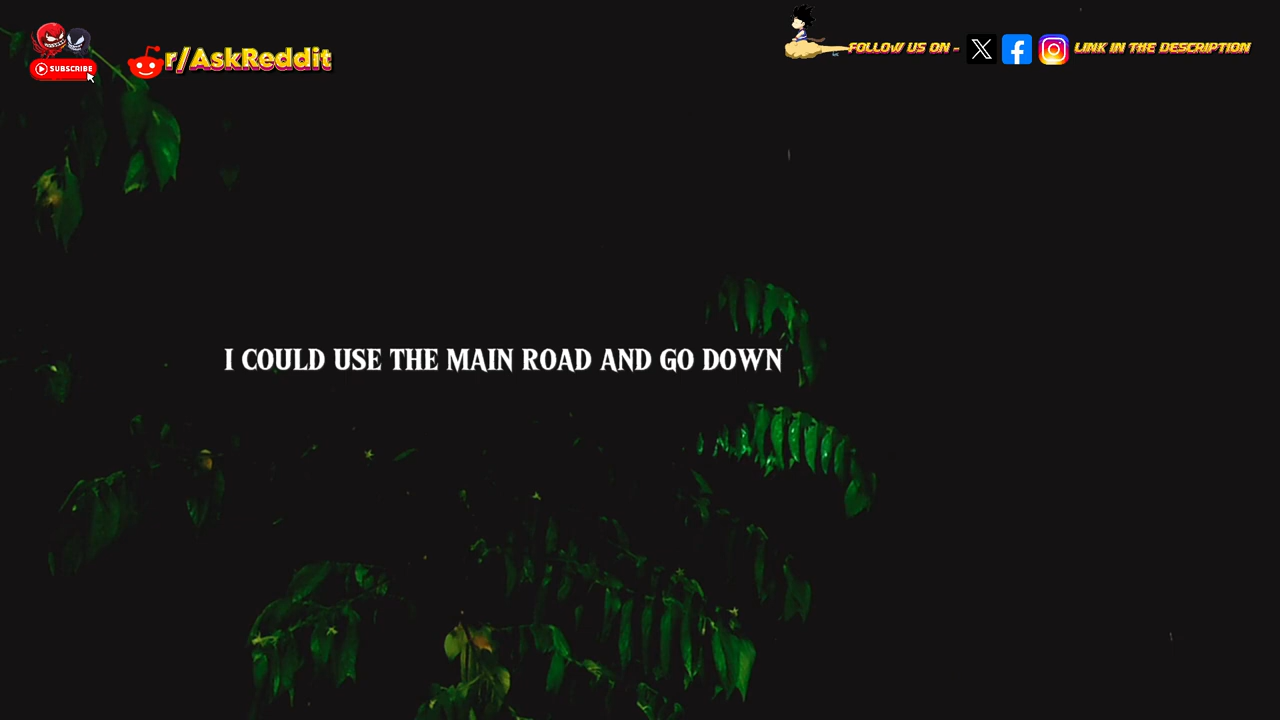 SUBSCRIBE
r/AskReddit
FOLLOW US ON -
LINK IN THE DESCRIPTION
I COULD USE THE MAIN ROAD AND GO DOWN